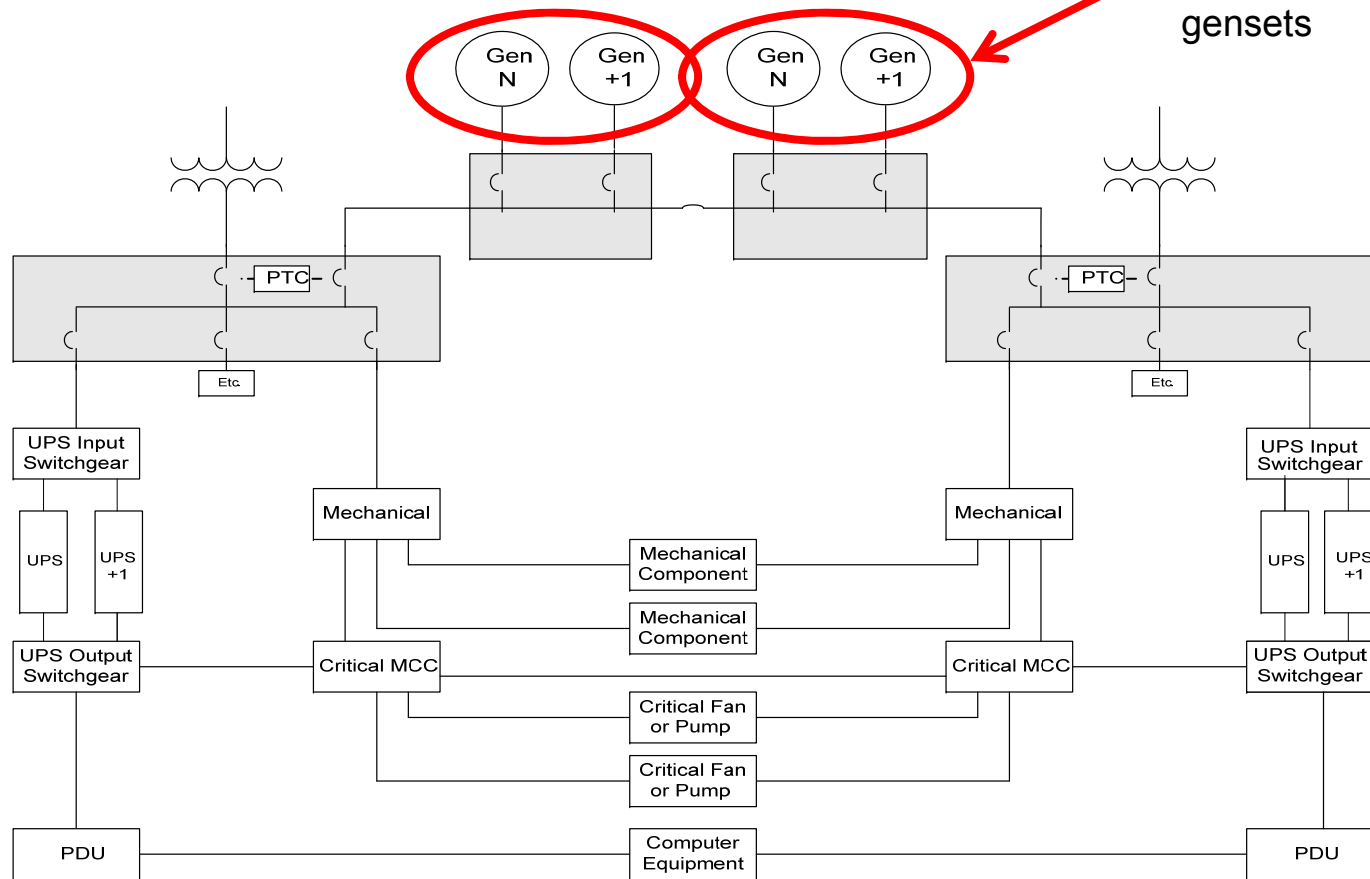 gensets
Gen
N
Gen
+1
Gen
N
Gen
+1
PTC
PTC
Etc.
Etc.
UPS Input
Switchgear
UPS Input
Switchgear
Mechanical
Mechanical
UPS
UPS
+1
Mechanical
Component
UPS
UPS
+1
Mechanical
Component
UPS Output
Switchgear
Critical MCC
Critical MCC
UPS Output
Switchgear
Critical Fan
or Pump
Critical Fan
or Pump
PDU
Computer
Equipment
PDU